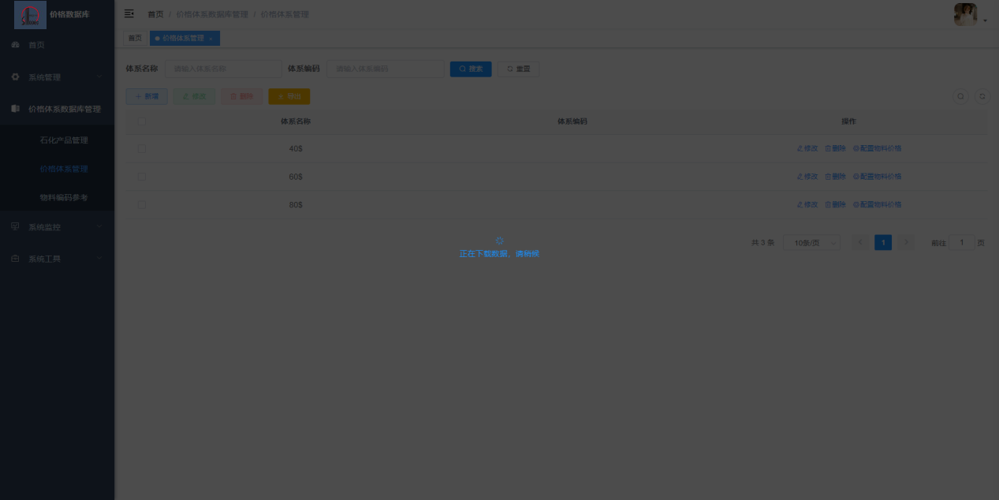 价格数据库
首页 / 价格体系数据库管理 / 价格体系管理
首页
价格体系管理 ×
首页
系统管理
价格体系数据库管理
石化产品管理
价格体系管理
物料编码参考
系统监控
系统工具
体系名称 请输入体系名称 体系编码 请输入体系编码 搜索 重置
+ 新增 修改 删除 导出
体系名称 体系编码 操作
40$ 修改 删除 配置物料价格
60$ 修改 删除 配置物料价格
80$ 修改 删除 配置物料价格
正在下载数据，请稍候
共 3 条 10条/页 < 1 > 前往 1 页